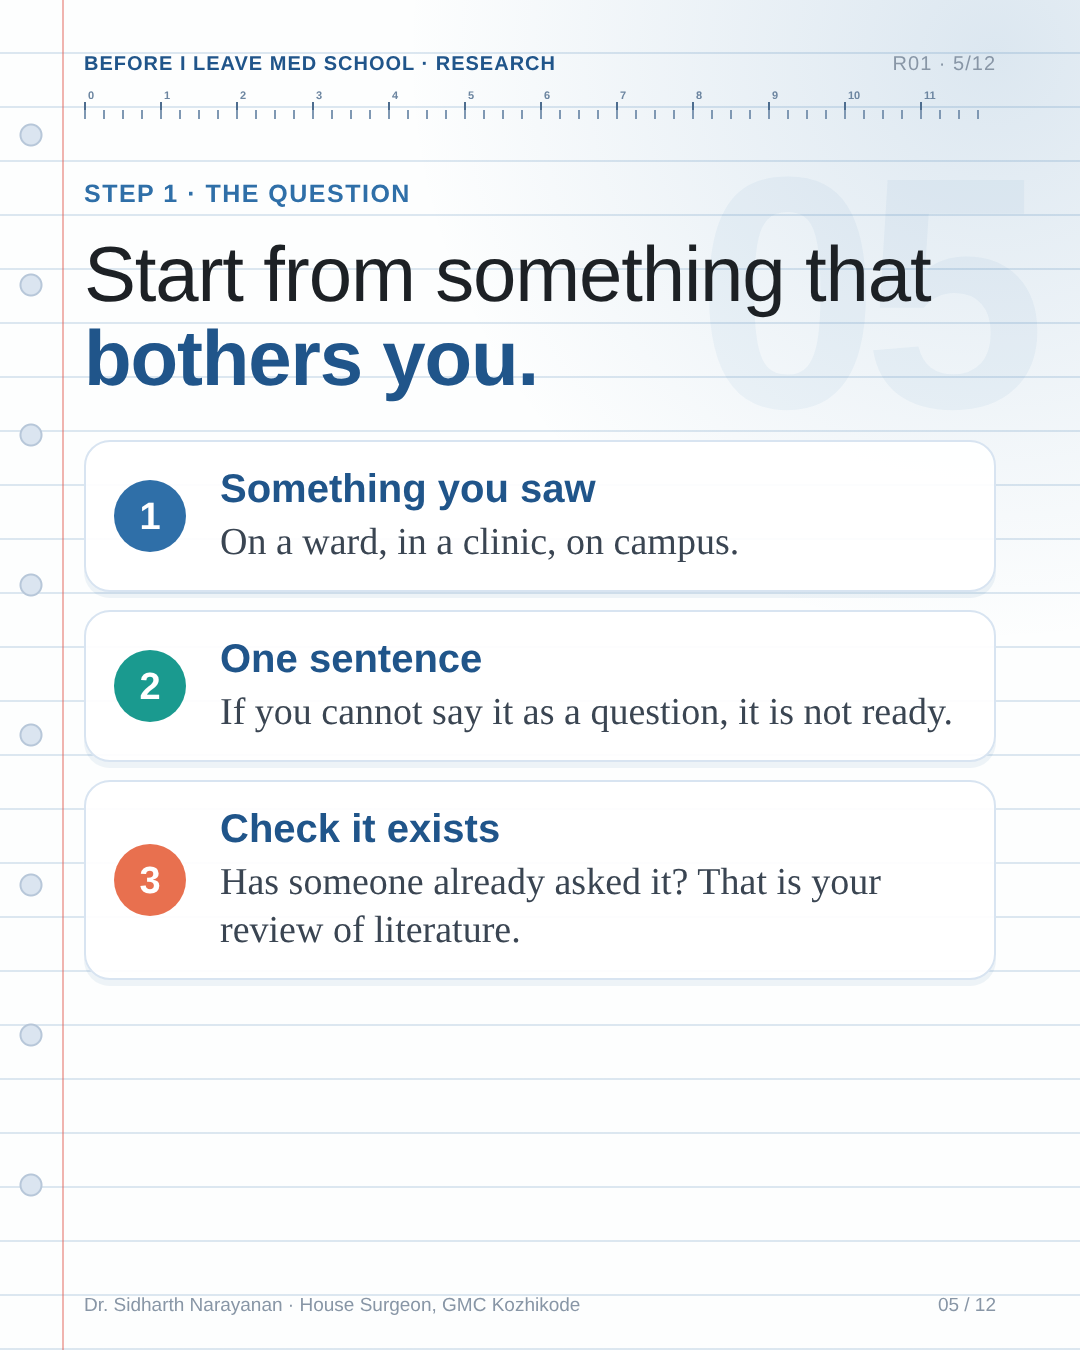 BEFORE I LEAVE MED SCHOOL · RESEARCH
R01 · 5/12
0 1 2 3 4 5 6 7 8 9 10 11
STEP 1 · THE QUESTION
05
Start from something that
bothers you.
1
Something you saw
On a ward, in a clinic, on campus.
2
One sentence
If you cannot say it as a question, it is not ready.
3
Check it exists
Has someone already asked it? That is your
review of literature.
Dr. Sidharth Narayanan · House Surgeon, GMC Kozhikode
05 / 12